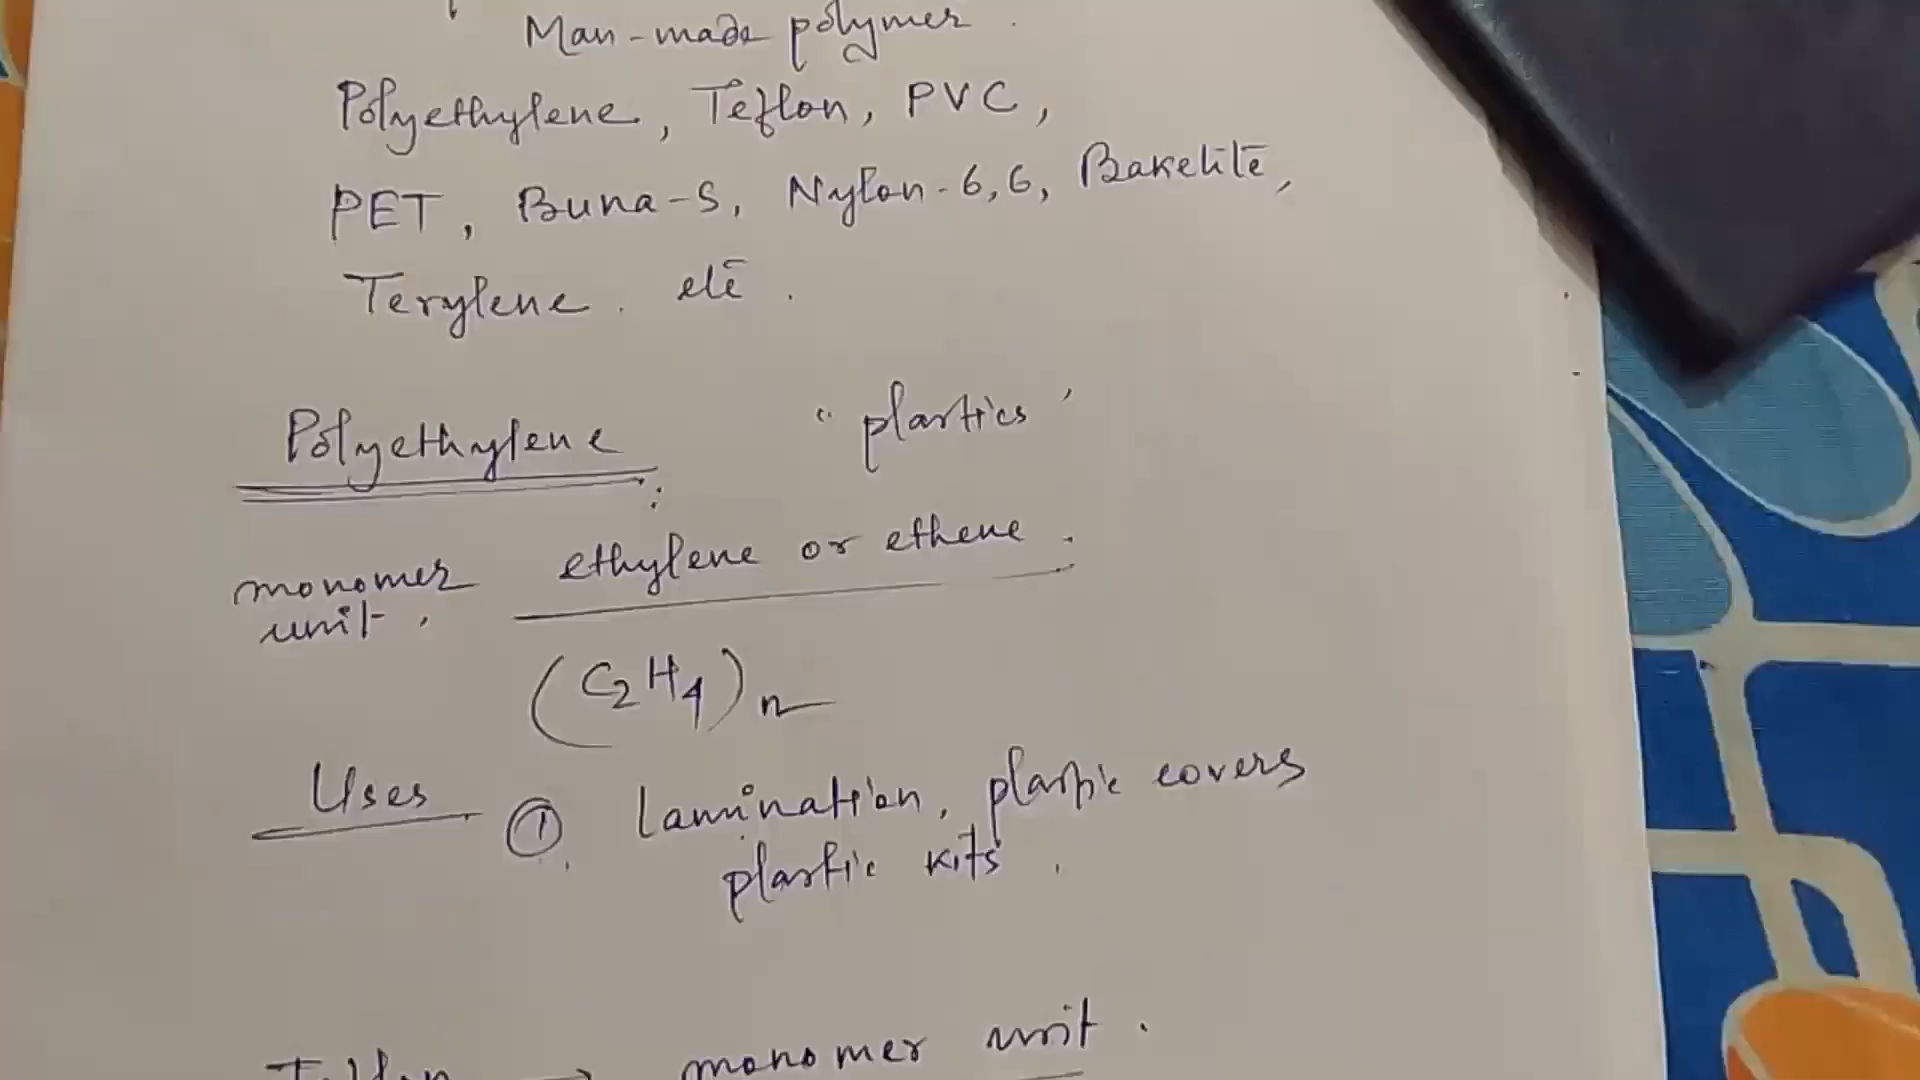 Man-made polymer.
Polyethylene, Teflon, PVC,
PET, Buna-S, Nylon-6,6, Bakelite,
Terylene. etc.
Polyethylene: "plastics"
monomer unit. ethylene or ethene.
(C2H4)n
Uses ① lamination, plastic covers
plastic kits.
Teflon → monomer unit.